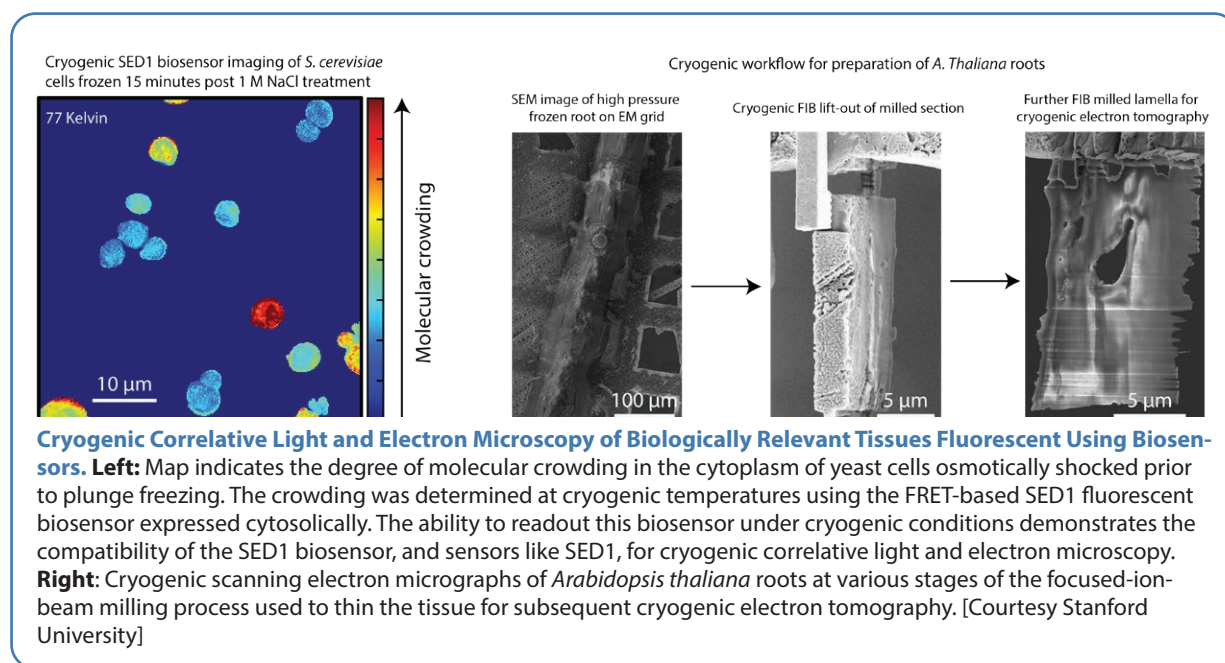 Cryogenic SED1 biosensor imaging of S. cerevisiae
cells frozen 15 minutes post 1 M NaCl treatment
77 Kelvin
10 µm
Molecular crowding
Cryogenic workflow for preparation of A. Thaliana roots
SEM image of high pressure
frozen root on EM grid
100 µm
Cryogenic FIB lift-out of milled section
5 µm
Further FIB milled lamella for
cryogenic electron tomography
5 µm
Cryogenic Correlative Light and Electron Microscopy of Biologically Relevant Tissues Fluorescent Using Biosen-
sors. Left: Map indicates the degree of molecular crowding in the cytoplasm of yeast cells osmotically shocked prior
to plunge freezing. The crowding was determined at cryogenic temperatures using the FRET-based SED1 fluorescent
biosensor expressed cytosolically. The ability to readout this biosensor under cryogenic conditions demonstrates the
compatibility of the SED1 biosensor, and sensors like SED1, for cryogenic correlative light and electron microscopy.
Right: Cryogenic scanning electron micrographs of Arabidopsis thaliana roots at various stages of the focused-ion-
beam milling process used to thin the tissue for subsequent cryogenic electron tomography. [Courtesy Stanford
University]